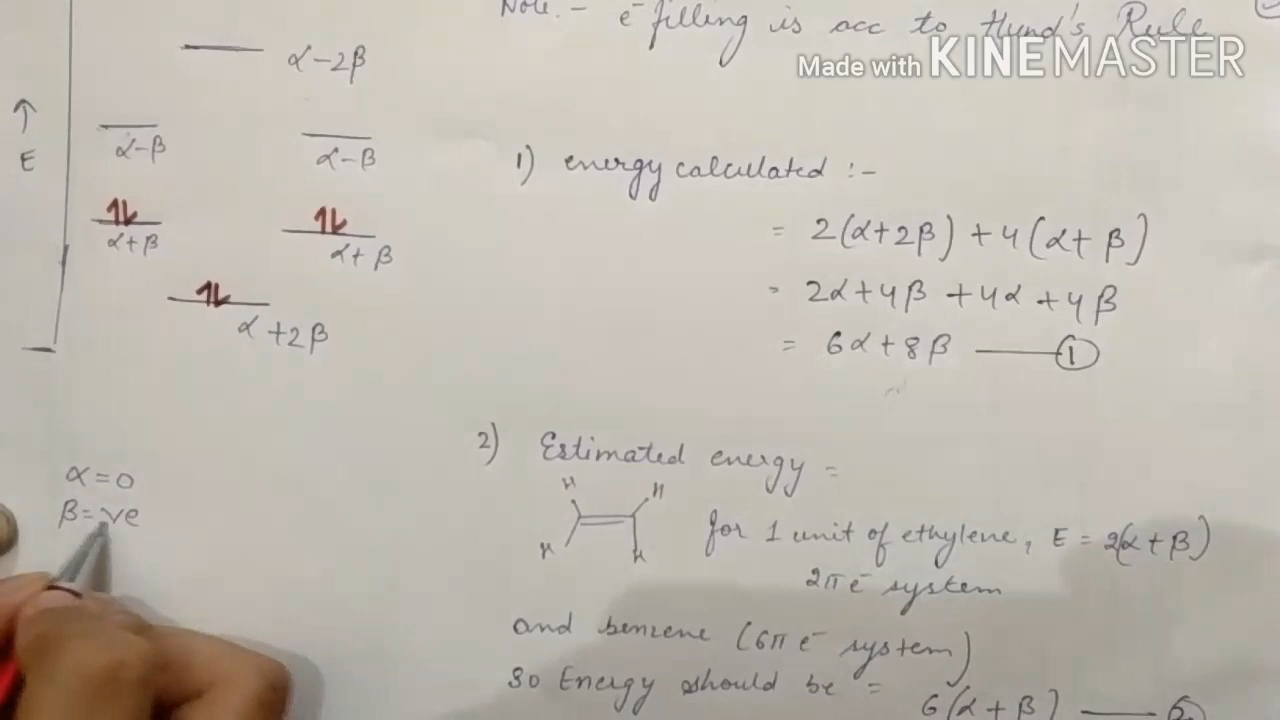 Note:- e⁻ filling is acc to Hund's Rule
Made with KINEMASTER
α-2β
↑
E
α-β
α-β
1) energy calculated :-
= 2(α+2β) + 4(α+β)
= 2α+4β +4α+4β
= 6α+8β —— ①
α+β
α+β
α+2β
α=0
β=-ve
2) Estimated energy =
H
H
H
H
for 1 unit of ethylene, E = 2(α+β)
2π e⁻ system
and benzene (6π e⁻ system)
so Energy should be = 6(α+β) ——